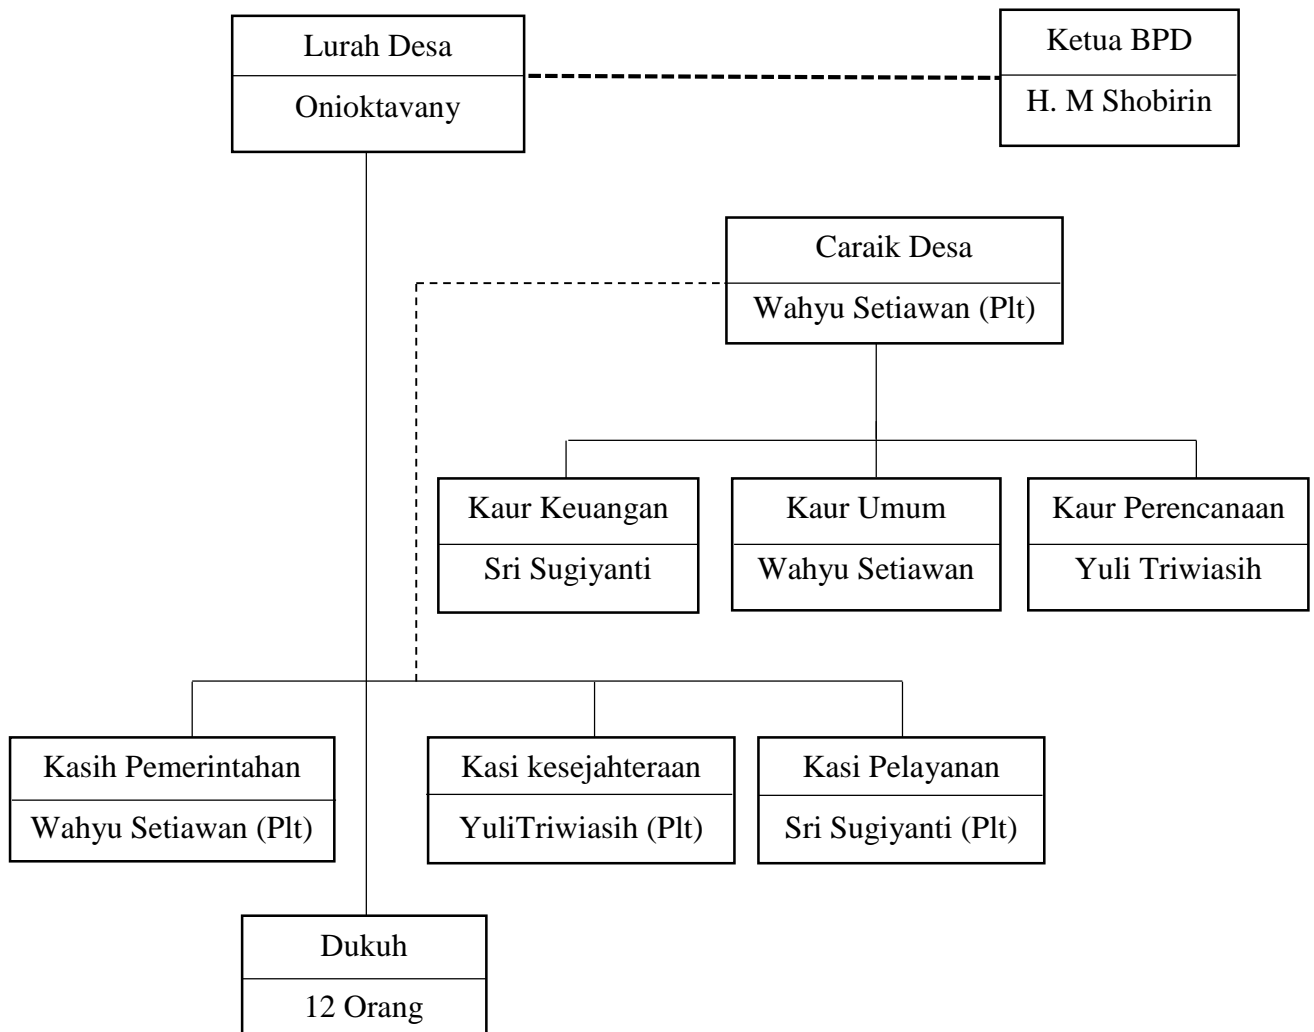 Lurah Desa
Onioktavany
Ketua BPD
H. M Shobirin
Caraik Desa
Wahyu Setiawan (Plt)
Kaur Keuangan
Sri Sugiyanti
Kaur Umum
Wahyu Setiawan
Kaur Perencanaan
Yuli Triwiasih
Kasih Pemerintahan
Wahyu Setiawan (Plt)
Kasi kesejahteraan
YuliTriwiasih (Plt)
Kasi Pelayanan
Sri Sugiyanti (Plt)
Dukuh
12 Orang